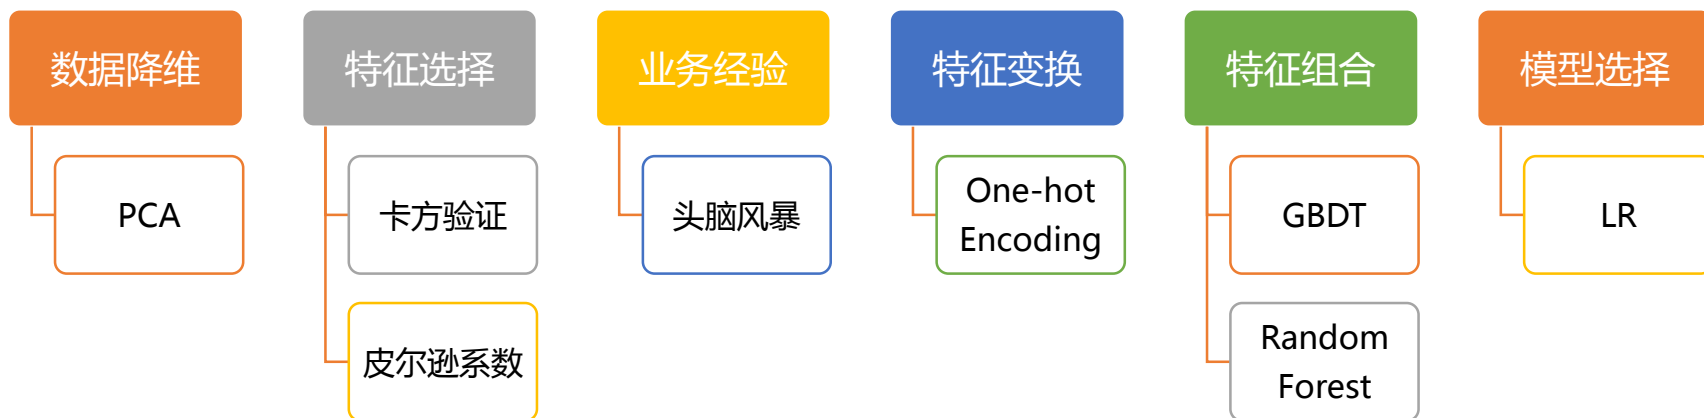 数据降维
特征选择
业务经验
特征变换
特征组合
模型选择
PCA
卡方验证
头脑风暴
One-hot
Encoding
GBDT
LR
皮尔逊系数
Random
Forest